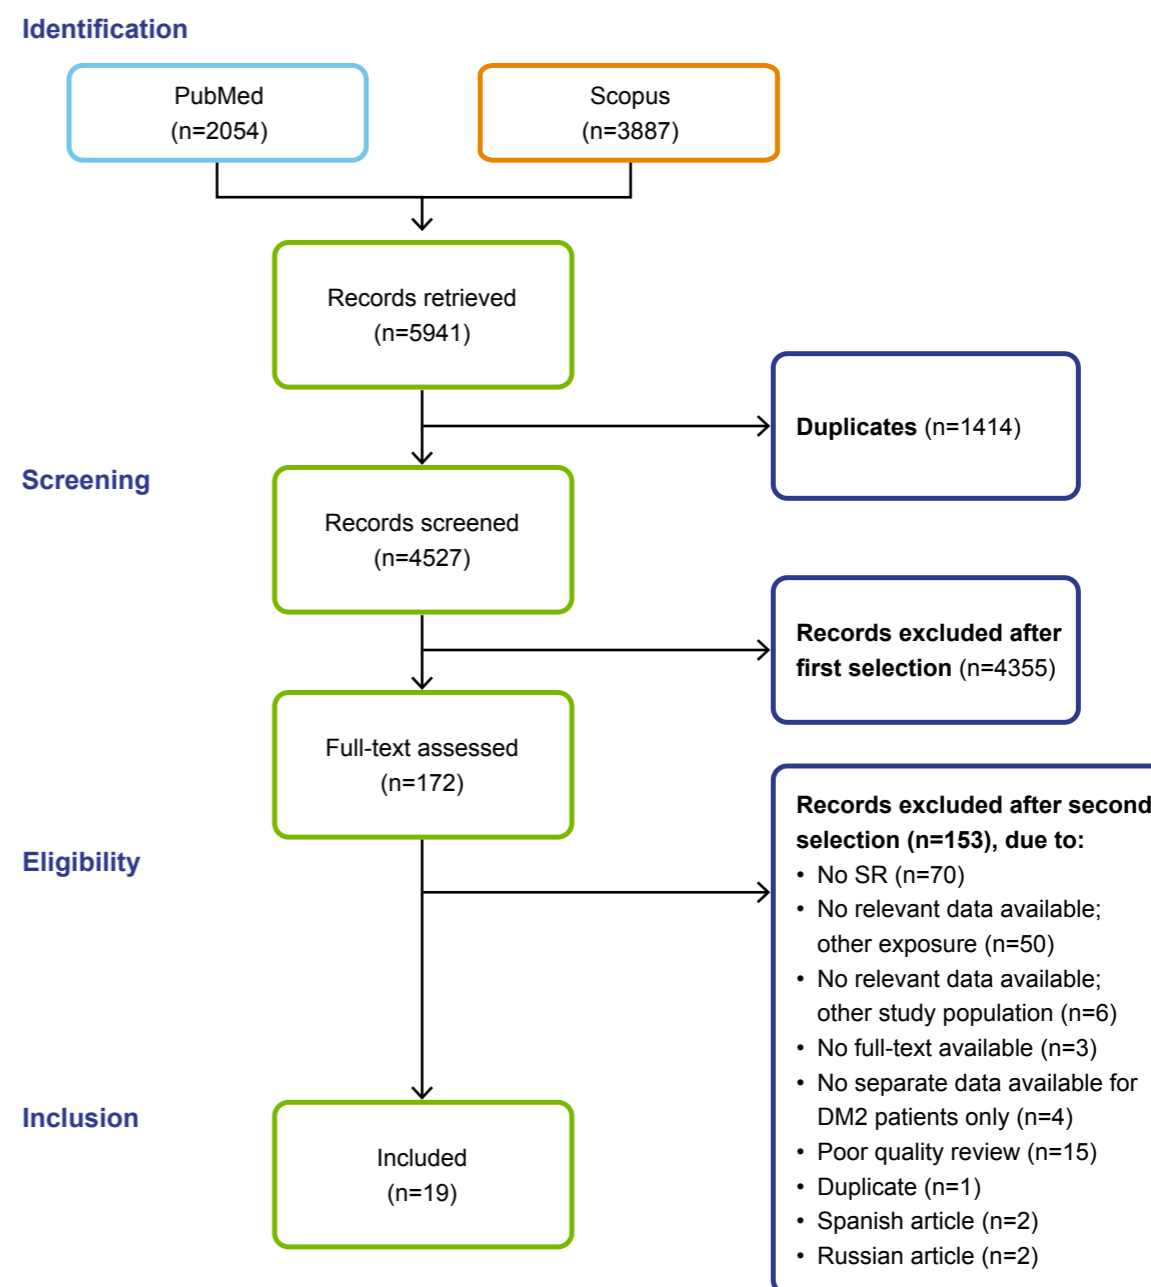 Identification
PubMed
(n=2054)
Scopus
(n=3887)
Records retrieved
(n=5941)
Duplicates (n=1414)
Screening
Records screened
(n=4527)
Records excluded after
first selection (n=4355)
Full-text assessed
(n=172)
Records excluded after second
selection (n=153), due to:
• No SR (n=70)
• No relevant data available;
other exposure (n=50)
• No relevant data available;
other study population (n=6)
• No full-text available (n=3)
• No separate data available for
DM2 patients only (n=4)
• Poor quality review (n=15)
• Duplicate (n=1)
• Spanish article (n=2)
• Russian article (n=2)
Eligibility
Inclusion
Included
(n=19)